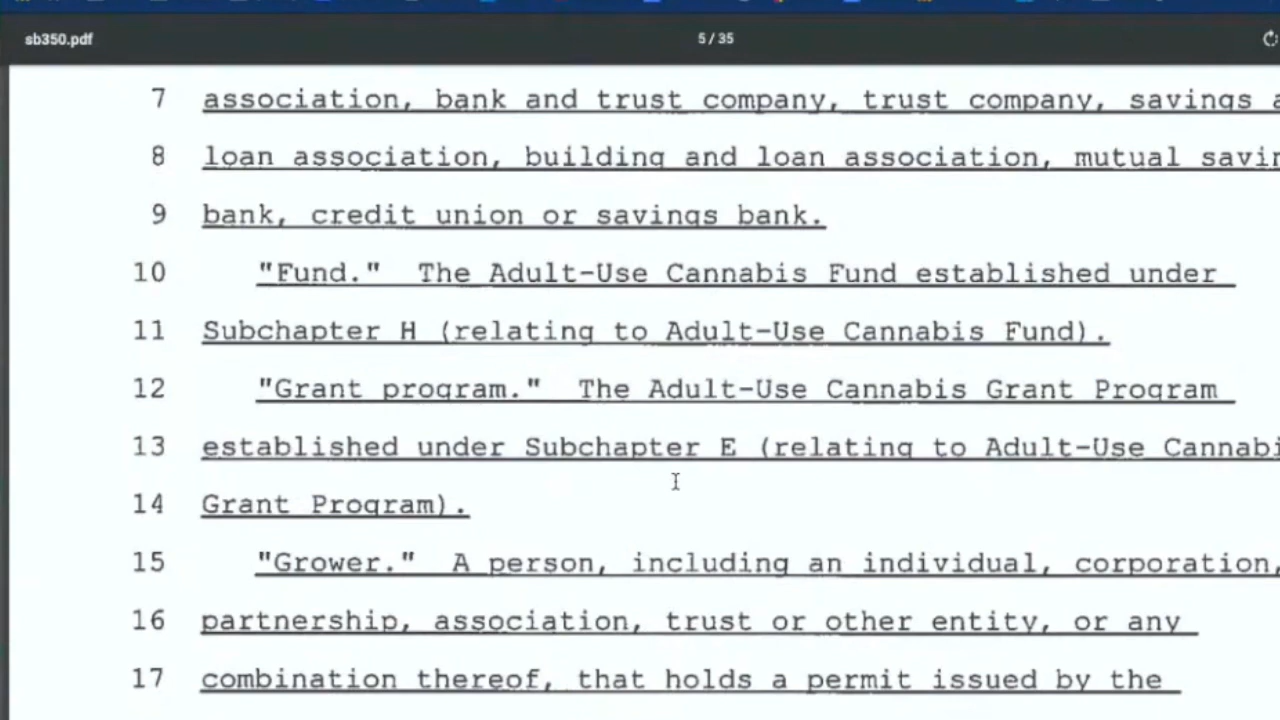 sb350.pdf
5 / 35
7 association, bank and trust company, trust company, savings
8 loan association, building and loan association, mutual
9 bank, credit union or savings bank.
10 "Fund." The Adult-Use Cannabis Fund established under
11 Subchapter H (relating to Adult-Use Cannabis Fund).
12 "Grant program." The Adult-Use Cannabis Grant Program
13 established under Subchapter E (relating to Adult-Use
14 Grant Program).
15 "Grower." A person, including an individual, corporation,
16 partnership, association, trust or other entity, or any
17 combination thereof, that holds a permit issued by the